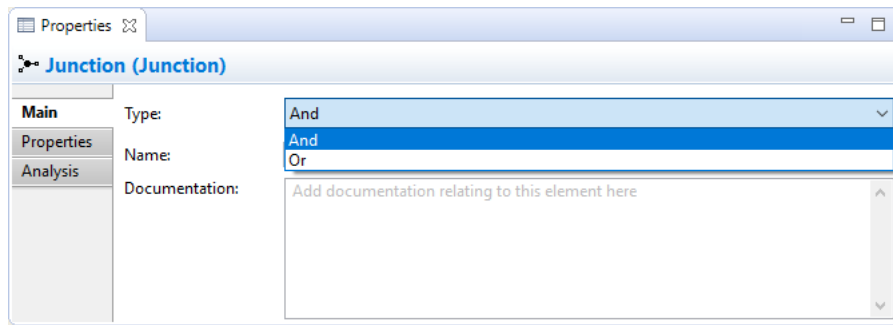 Properties
Junction (Junction)
Main
Type:
And
Properties
And
Name:
Or
Analysis
Documentation:
Add documentation relating to this element here